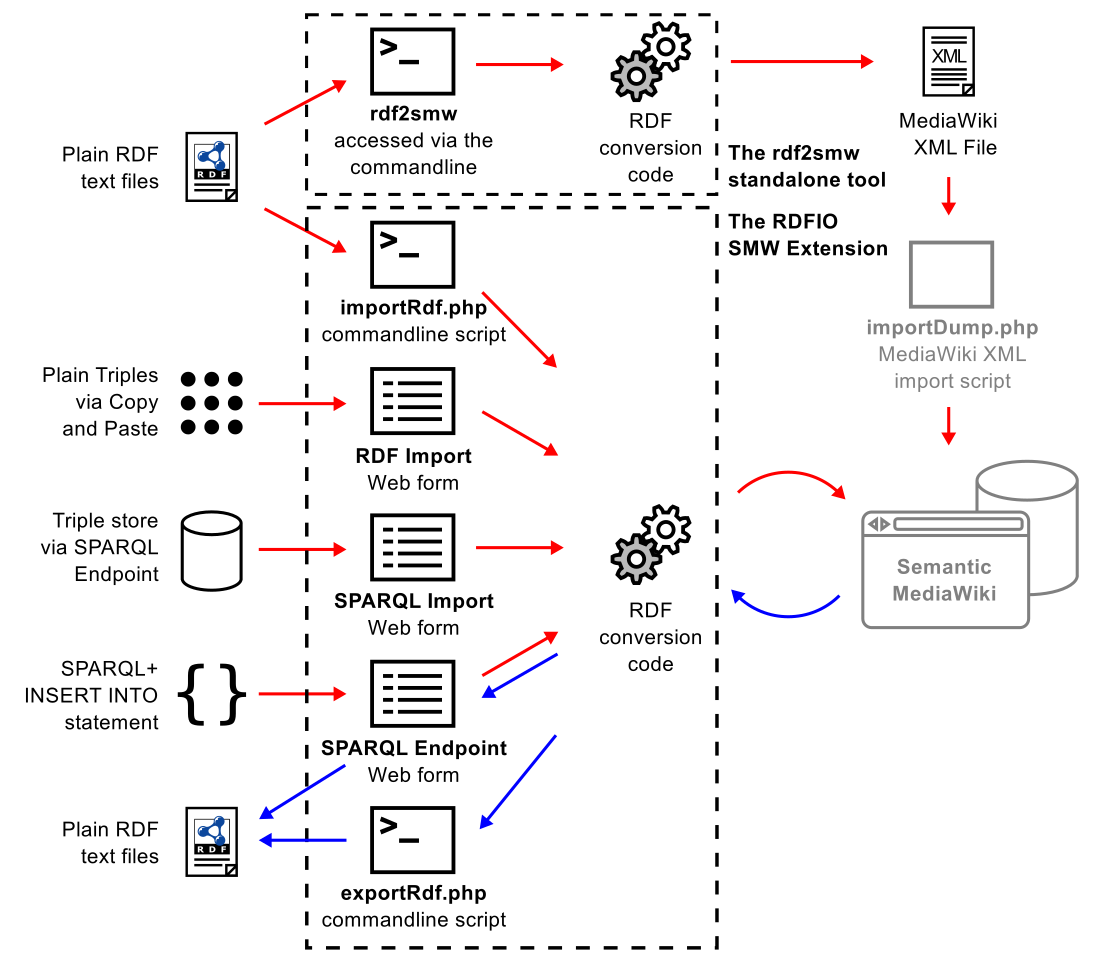 Plain RDF
text files
RDF
>_
rdf2smw
accessed via the
commandline
RDF
conversion
code
XML
MediaWiki
XML File
The rdf2smw
standalone tool
The RDFIO
SMW Extension
>_
importRdf.php
commandline script
importDump.php
MediaWiki XML
import script
Plain Triples
via Copy
and Paste
RDF Import
Web form
Triple store
via SPARQL
Endpoint
SPARQL Import
Web form
RDF
conversion
code
Semantic
MediaWiki
SPARQL+
INSERT INTO
statement
{ }
SPARQL Endpoint
Web form
Plain RDF
text files
RDF
>_
exportRdf.php
commandline script